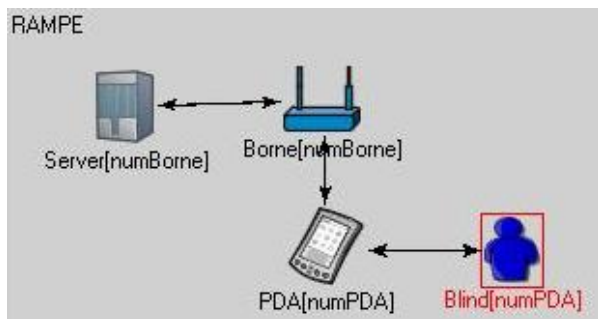 RAMPE
Server[numBorne]
Borne[numBorne]
PDA[numPDA]
Blind[numPDA]